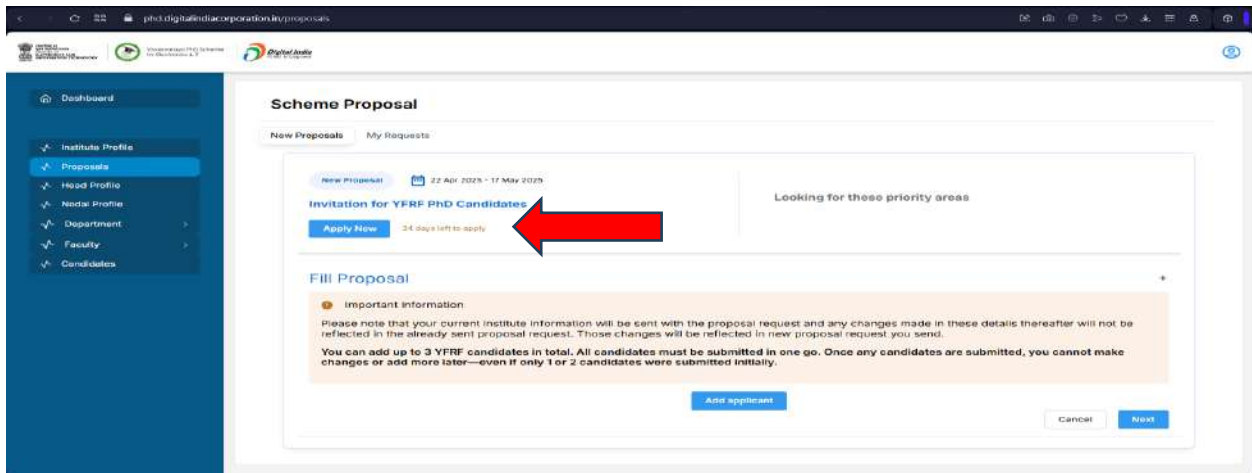 phd.digitalindiacorporation.in/proposals
Digital India
Dashboard
Institute Profile
Proposals
Head Profile
Nodal Profile
Department
Faculty
Candidates
Scheme Proposal
New Proposals My Requests
New Proposal 22 Apr 2025 - 17 May 2025
Invitation for YFRF PhD Candidates
Looking for these priority areas
Apply Now 24 days left to apply
Fill Proposal +
Important Information
Please note that your current institute information will be sent with the proposal request and any changes made in these details thereafter will not be
reflected in the already sent proposal request. Those changes will be reflected in new proposal request you send.
You can add up to 3 YFRF candidates in total. All candidates must be submitted in one go. Once any candidates are submitted, you cannot make
changes or add more later—even if only 1 or 2 candidates were submitted initially.
Add applicant
Cancel Next